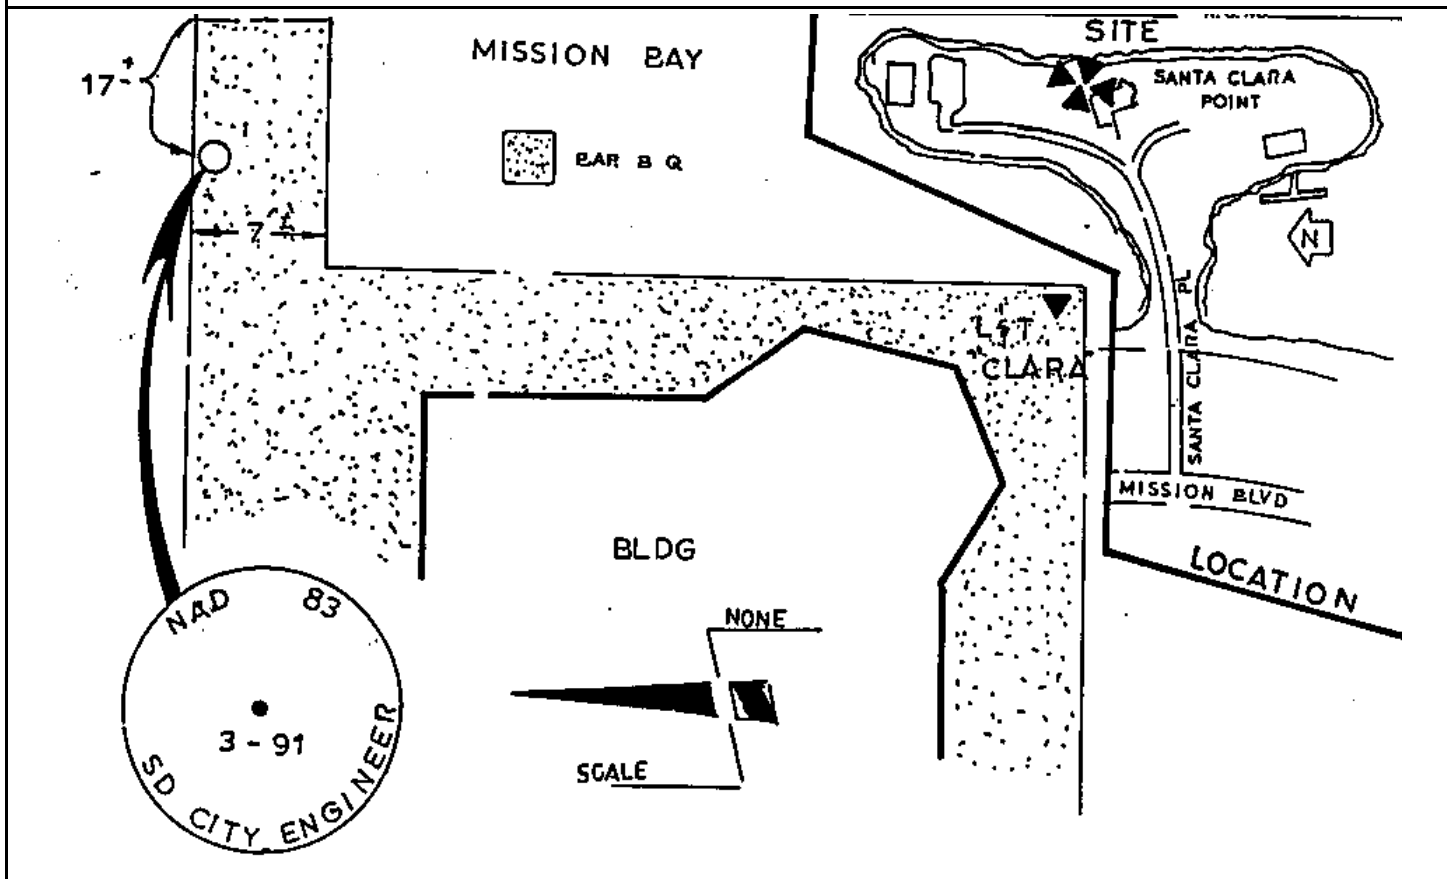 SITE
MISSION BAY
17±
SANTA CLARA
POINT
BAR B Q
7±
N
L&T
CLARA
SANTA CLARA PL
MISSION BLVD
BLDG
LOCATION
NAD 83
3-91
SD CITY ENGINEER
NONE
SCALE